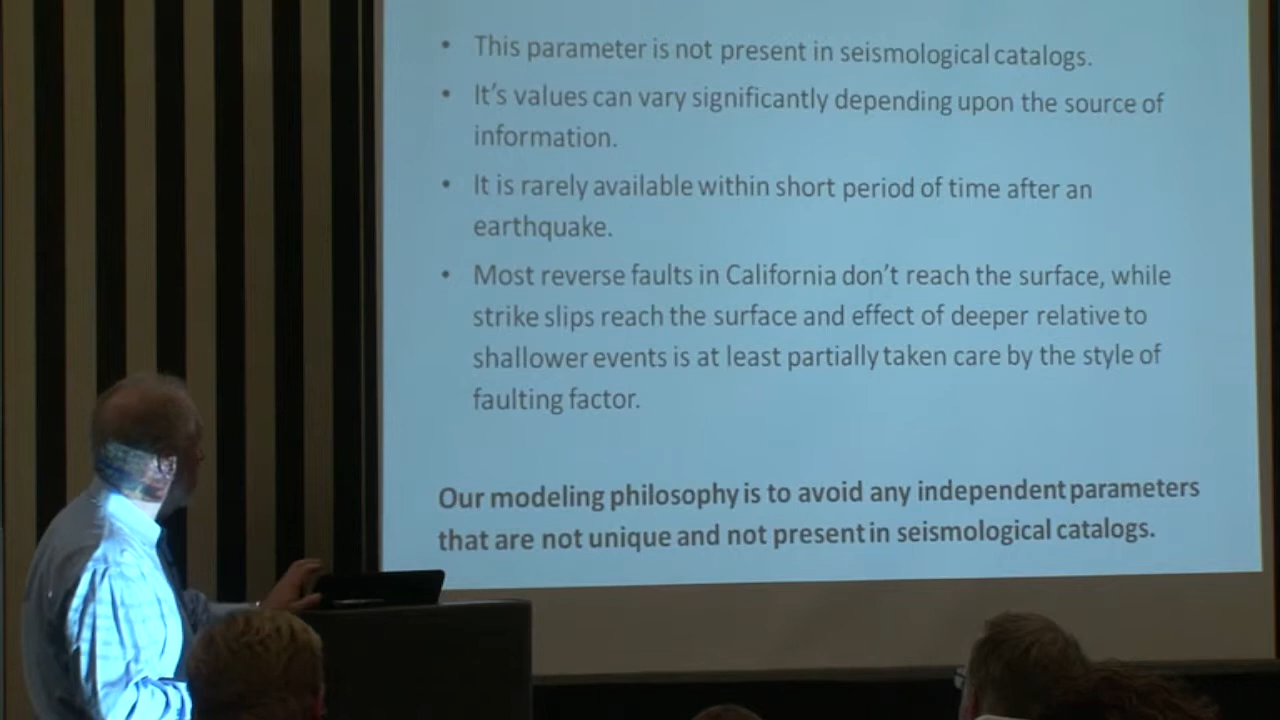 • This parameter is not present in seismological catalogs.
• It's values can vary significantly depending upon the source of
information.
• It is rarely available within short period of time after an
earthquake.
• Most reverse faults in California don't reach the surface, while
strike slips reach the surface and effect of deeper relative to
shallower events is at least partially taken care by the style of
faulting factor.
Our modeling philosophy is to avoid any independent parameters
that are not unique and not present in seismological catalogs.